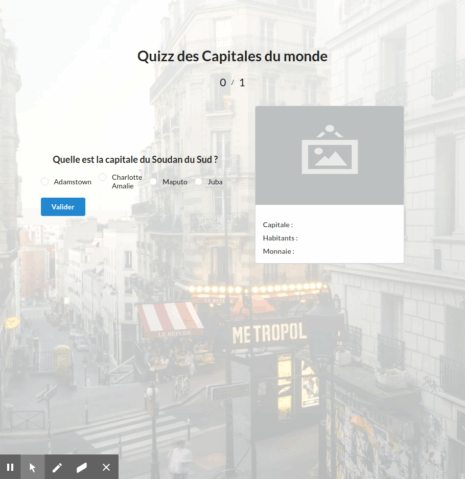 Quizz des Capitales du monde
0 / 1
Quelle est la capitale du Soudan du Sud ?
Adamstown
Charlotte
Amalie
Maputo
Juba
Valider
Capitale :
Habitants :
Monnaie :
METROPOL